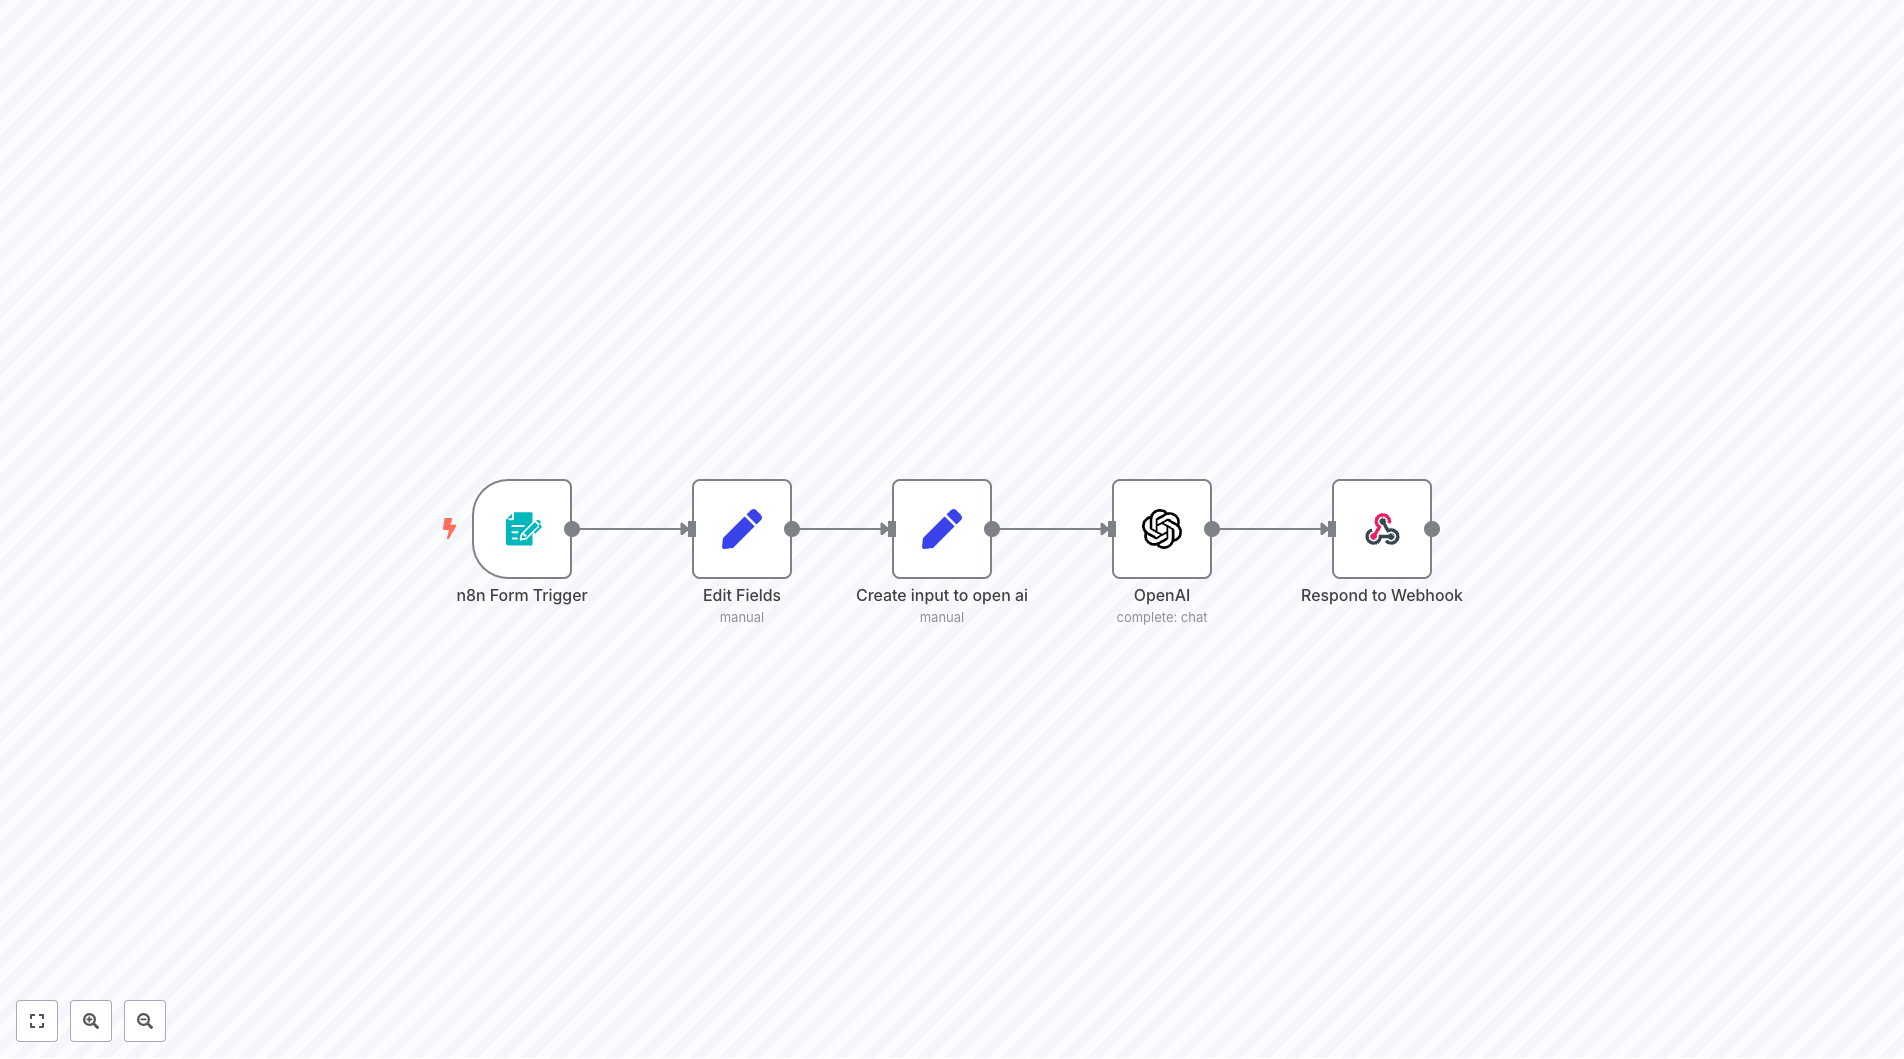 n8n Form Trigger
Edit Fields
manual
Create input to open ai
manual
OpenAI
complete: chat
Respond to Webhook